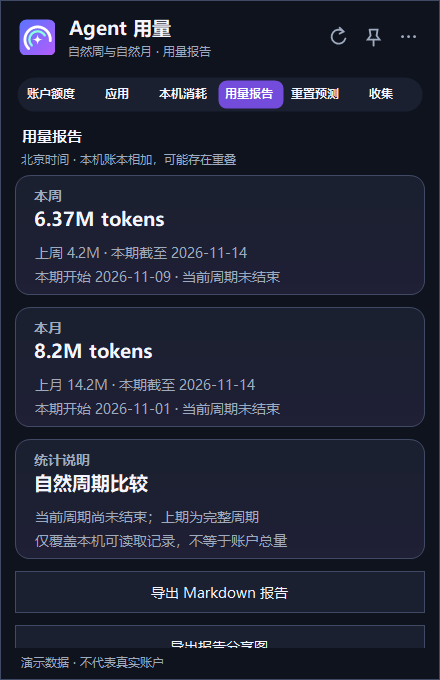 Agent 用量
自然周与自然月 · 用量报告
账户额度 应用 本机消耗 用量报告 重置预测 收集
用量报告
北京时间 · 本机账本相加，可能存在重叠
本周
6.37M tokens
上周 4.2M · 本期截至 2026-11-14
本期开始 2026-11-09 · 当前周期未结束
本月
8.2M tokens
上月 14.2M · 本期截至 2026-11-14
本期开始 2026-11-01 · 当前周期未结束
统计说明
自然周期比较
当前周期尚未结束；上期为完整周期
仅覆盖本机可读取记录，不等于账户总量
导出 Markdown 报告
导出报告分享图
演示数据 · 不代表真实账户